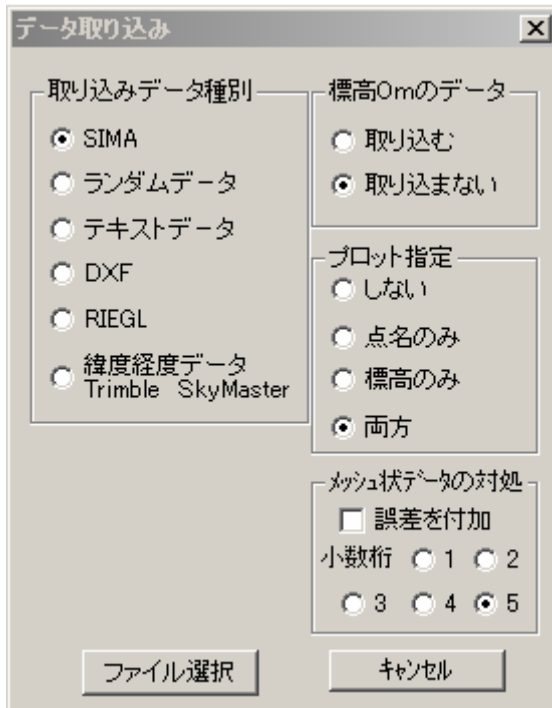 データ取り込み
取り込みデータ種別
SIMA
ランダムデータ
テキストデータ
DXF
RIEGL
緯度経度データ
Trimble SkyMaster
標高0mのデータ
取り込む
取り込まない
プロット指定
しない
点名のみ
標高のみ
両方
ﾒｯｼｭ状ﾃﾞｰﾀの対処
誤差を付加
小数桁 1 2
3 4 5
ファイル選択
ｷｬﾝｾﾙ